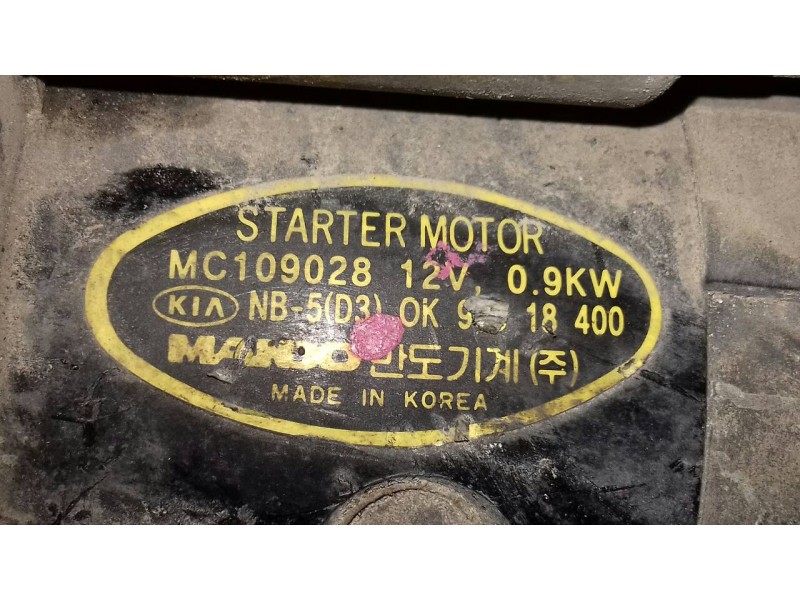 STARTER MOTOR
MC109028 12V, 0.9KW
KIA NB-5(D3) OK 18 400
만도기계(주)
MADE IN KOREA